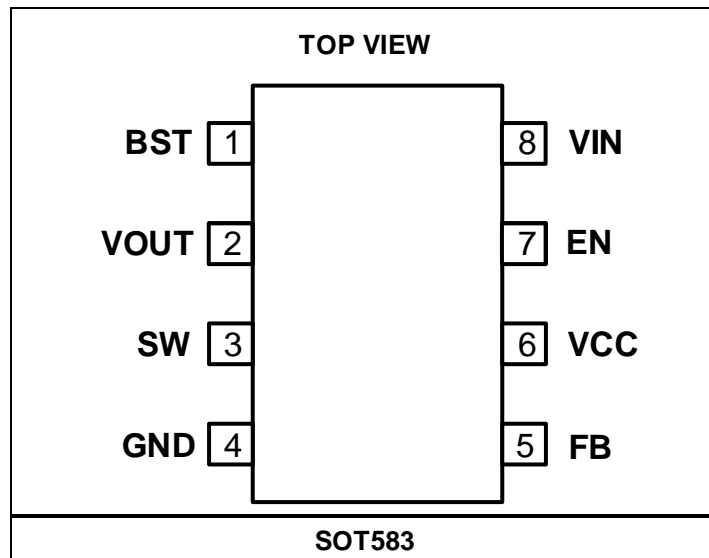 TOP VIEW
BST 1 8 VIN
VOUT 2 7 EN
SW 3 6 VCC
GND 4 5 FB
SOT583